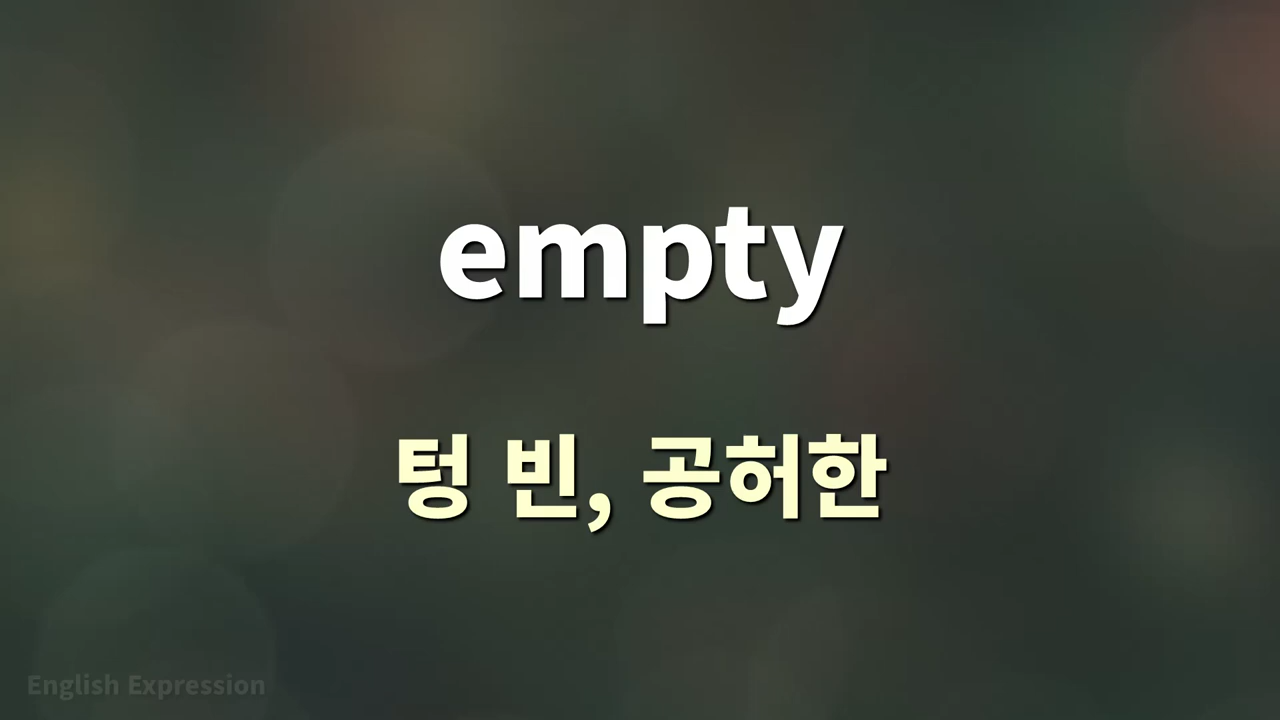 empty
텅 빈, 공허한
English Expression